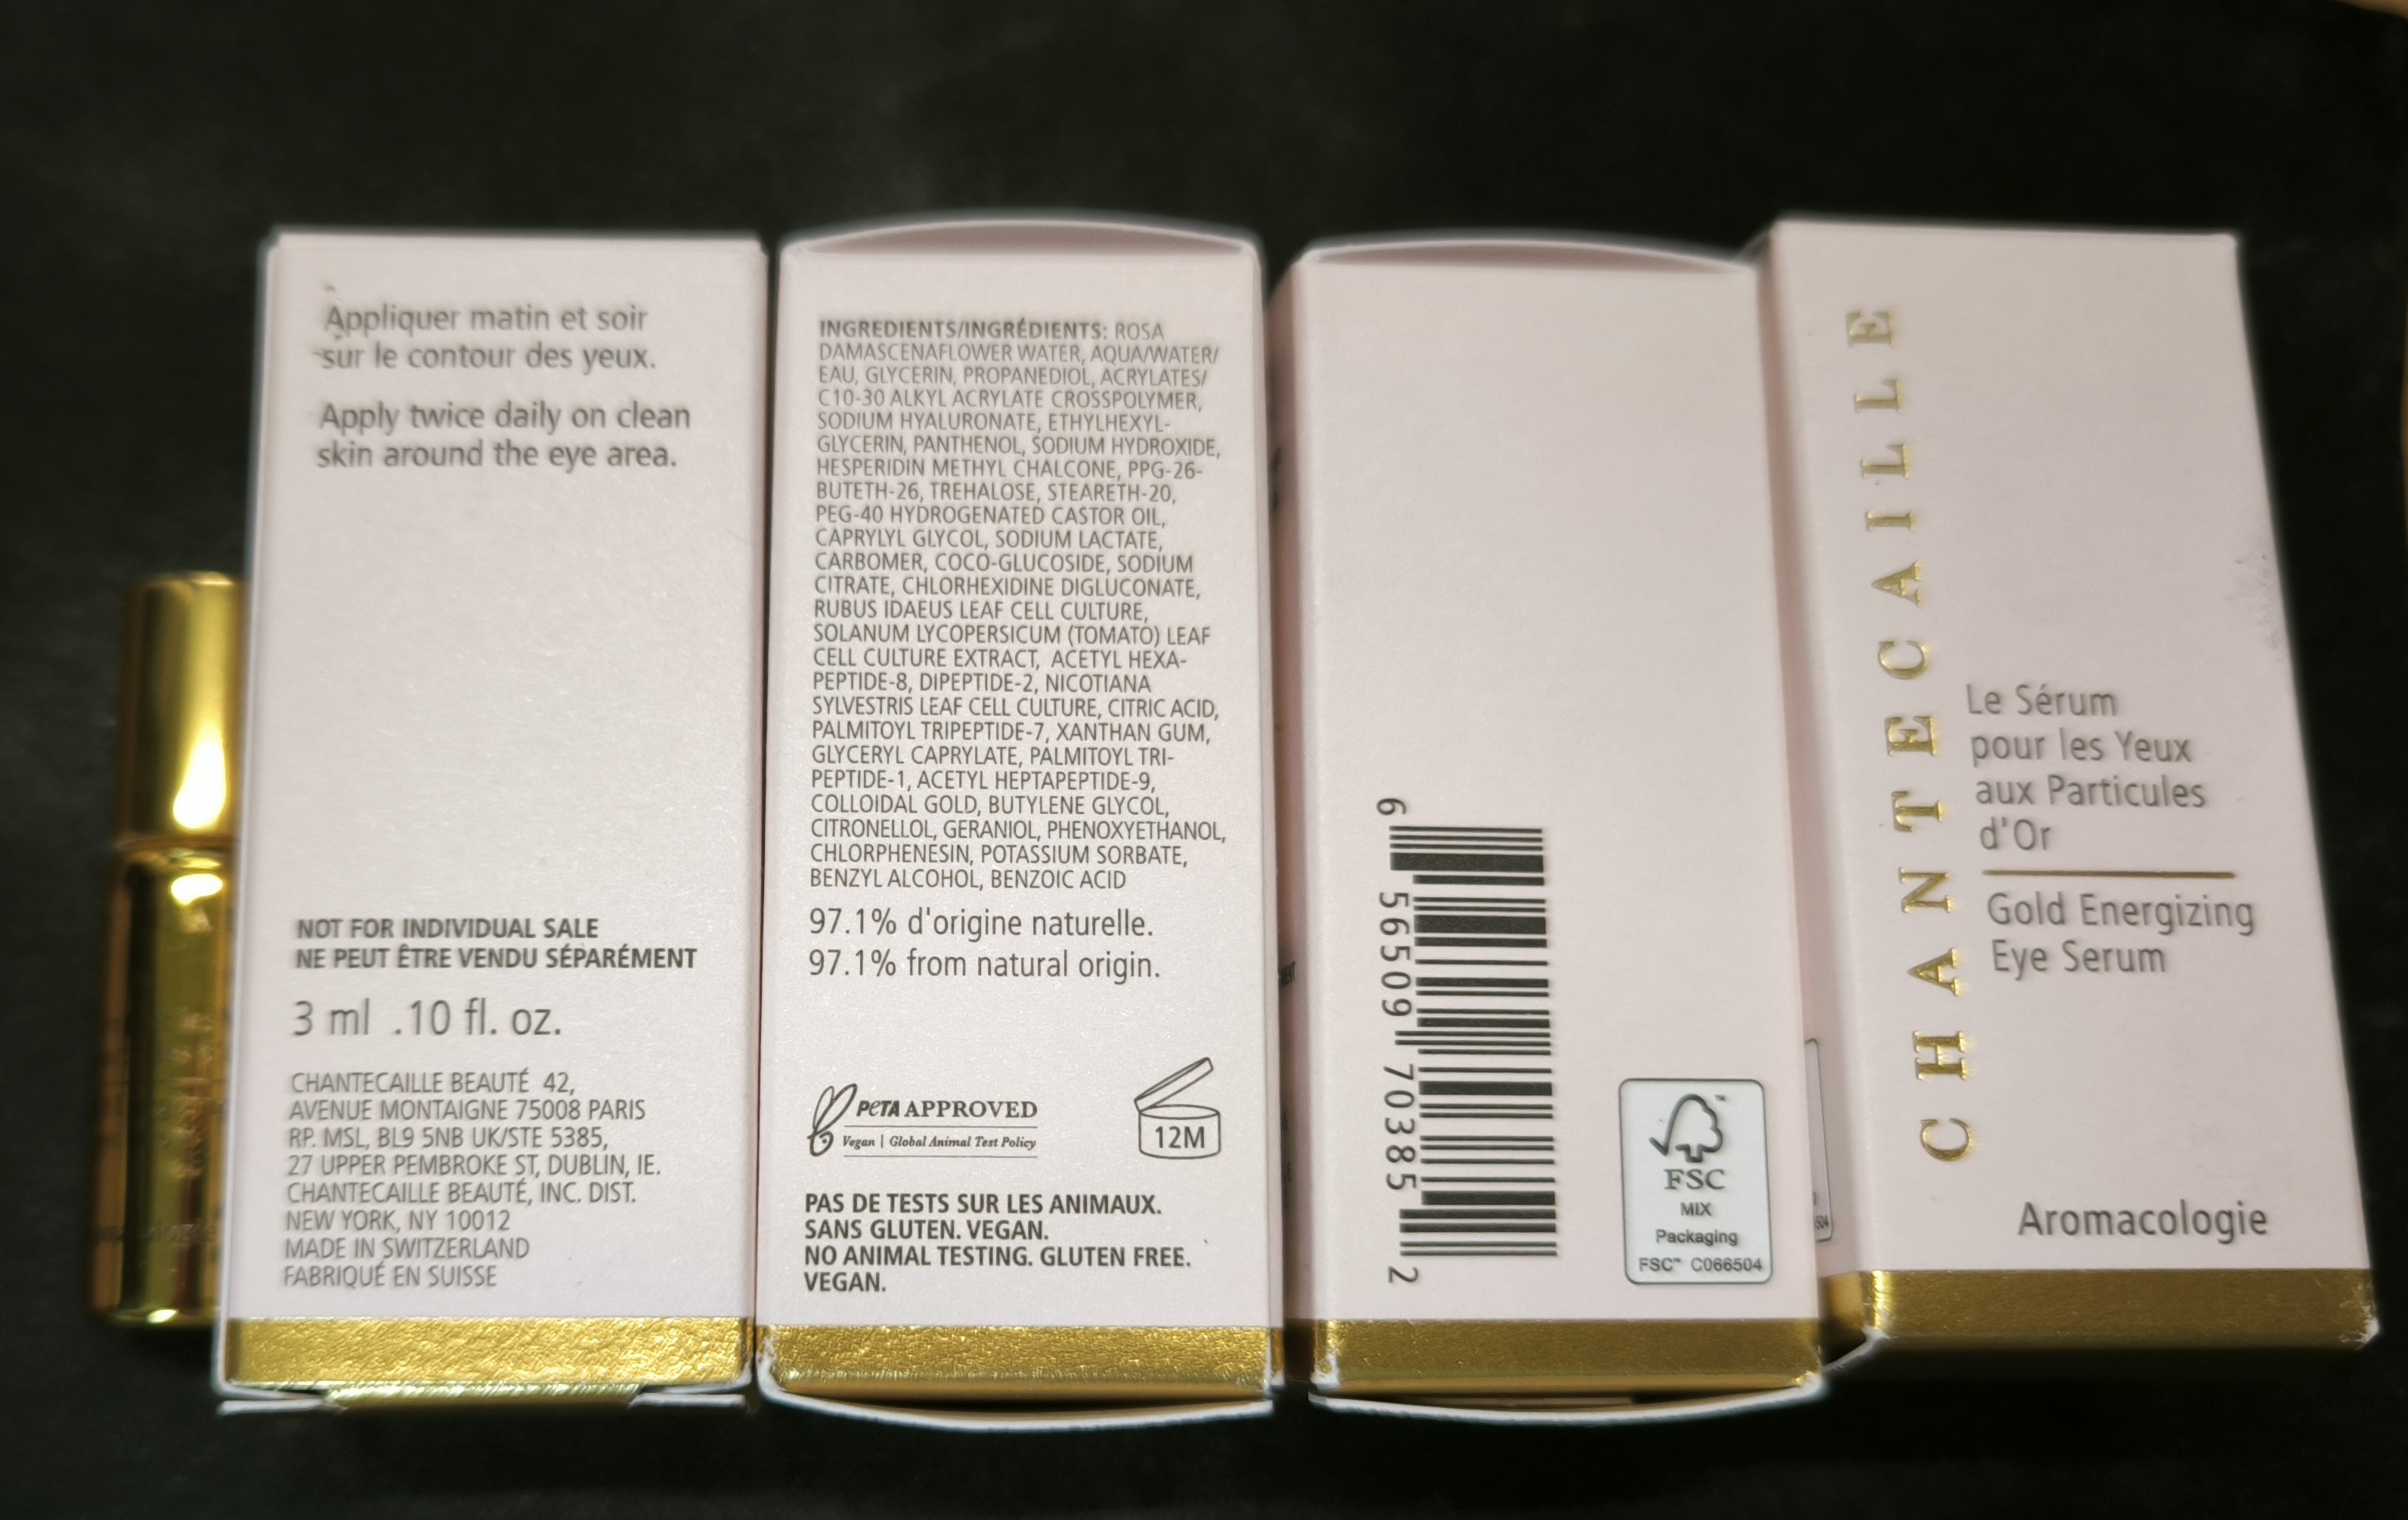 Appliquer matin et soir
sur le contour des yeux.
Apply twice daily on clean
skin around the eye area.
NOT FOR INDIVIDUAL SALE
NE PEUT ÊTRE VENDU SÉPARÉMENT
3 ml .10 fl. oz.
CHANTECAILLE BEAUTÉ 42,
AVENUE MONTAIGNE 75008 PARIS
RP. MSL, BL9 5NB UK/STE 5385,
27 UPPER PEMBROKE ST, DUBLIN, IE.
CHANTECAILLE BEAUTÉ, INC. DIST.
NEW YORK, NY 10012
MADE IN SWITZERLAND
FABRIQUÉ EN SUISSE
INGREDIENTS/INGRÉDIENTS: ROSA
DAMASCENAFLOWER WATER, AQUA/WATER/
EAU, GLYCERIN, PROPANEDIOL, ACRYLATES/
C10-30 ALKYL ACRYLATE CROSSPOLYMER,
SODIUM HYALURONATE, ETHYLHEXYL-
GLYCERIN, PANTHENOL, SODIUM HYDROXIDE,
HESPERIDIN METHYL CHALCONE, PPG-26-
BUTETH-26, TREHALOSE, STEARETH-20,
PEG-40 HYDROGENATED CASTOR OIL,
CAPRYLYL GLYCOL, SODIUM LACTATE,
CARBOMER, COCO-GLUCOSIDE, SODIUM
CITRATE, CHLORHEXIDINE DIGLUCONATE,
RUBUS IDAEUS LEAF CELL CULTURE,
SOLANUM LYCOPERSICUM (TOMATO) LEAF
CELL CULTURE EXTRACT, ACETYL HEXA-
PEPTIDE-8, DIPEPTIDE-2, NICOTIANA
SYLVESTRIS LEAF CELL CULTURE, CITRIC ACID,
PALMITOYL TRIPEPTIDE-7, XANTHAN GUM,
GLYCERYL CAPRYLATE, PALMITOYL TRI-
PEPTIDE-1, ACETYL HEPTAPEPTIDE-9,
COLLOIDAL GOLD, BUTYLENE GLYCOL,
CITRONELLOL, GERANIOL, PHENOXYETHANOL,
CHLORPHENESIN, POTASSIUM SORBATE,
BENZYL ALCOHOL, BENZOIC ACID
97.1% d'origine naturelle.
97.1% from natural origin.
PETA APPROVED
Vegan | Global Animal Test Policy
12M
PAS DE TESTS SUR LES ANIMAUX.
SANS GLUTEN. VEGAN.
NO ANIMAL TESTING. GLUTEN FREE.
VEGAN.
6 56509 70385 2
FSC
MIX
Packaging
FSC™ C066504
CHANTECAILLE
Le Sérum
pour les Yeux
aux Particules
d'Or
Gold Energizing
Eye Serum
Aromacologie